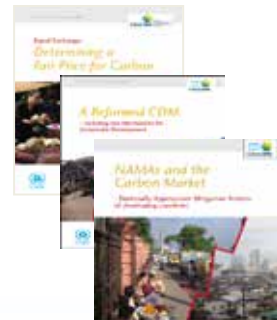 Equal Exchange
Determining a
Fair Price for Carbon
A Reformed CDM
– including new Mechanisms for
Sustainable Development
NAMAs and the
Carbon Market
Nationally Appropriate Mitigation Actions
of developing countries